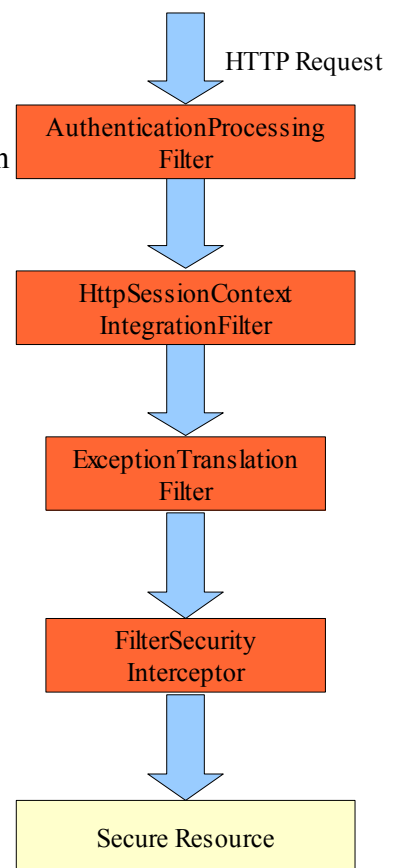 HTTP Request
AuthenticationProcessing
Filter
HttpSessionContext
IntegrationFilter
ExceptionTranslation
Filter
FilterSecurity
Interceptor
Secure Resource